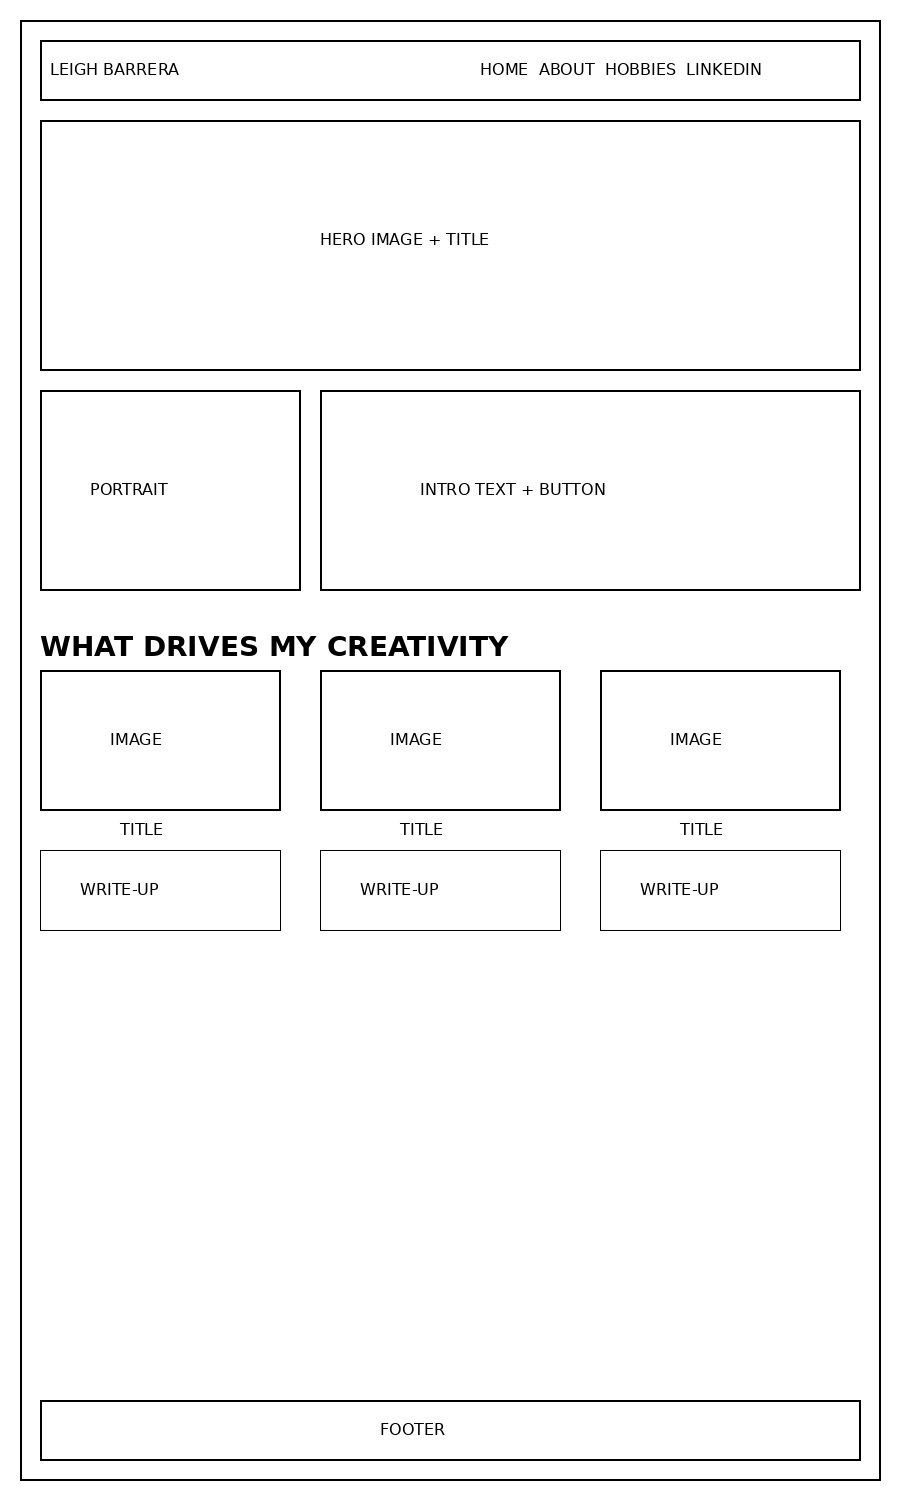 LEIGH BARRERA HOME ABOUT HOBBIES LINKEDIN
HERO IMAGE + TITLE
PORTRAIT INTRO TEXT + BUTTON
WHAT DRIVES MY CREATIVITY
IMAGE IMAGE IMAGE
TITLE TITLE TITLE
WRITE-UP WRITE-UP WRITE-UP
FOOTER